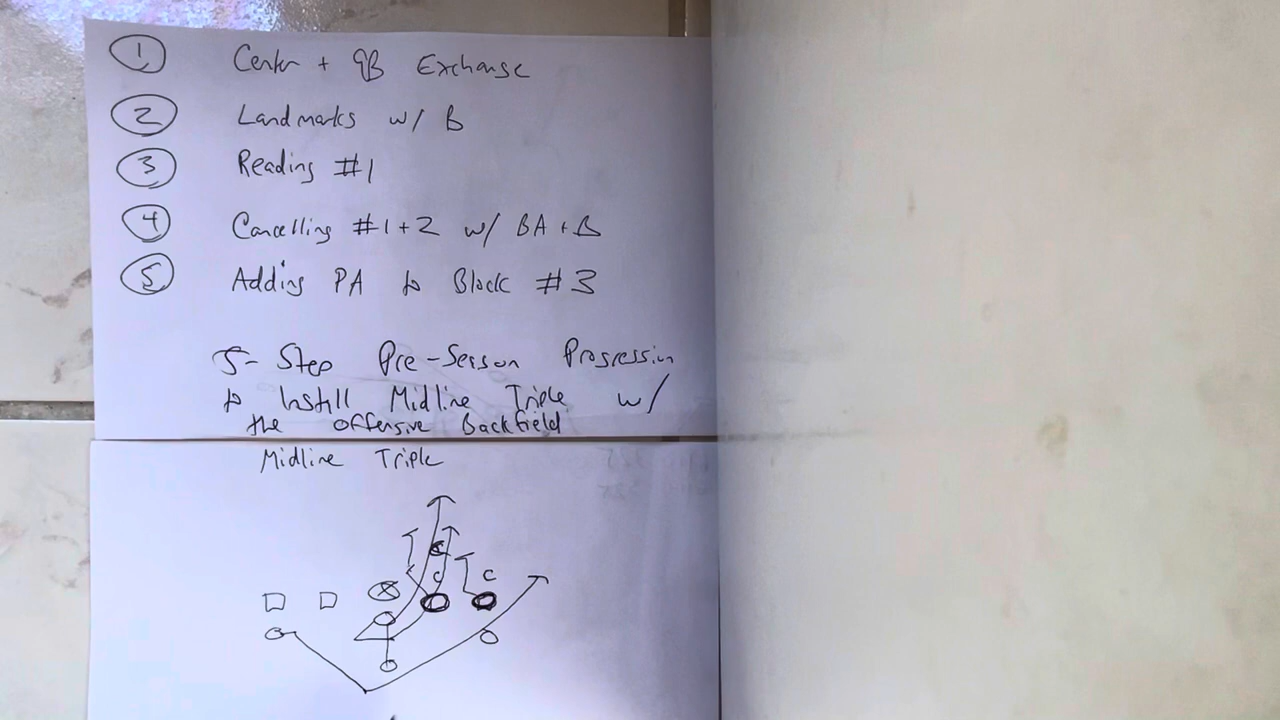 1 Center + QB Exchange
2 Landmarks w/ B
3 Reading #1
4 Cancelling #1+2 w/ BA + B
5 Adding PA to Block #3
5-Step Pre-Season Progression
to Install Midline Triple w/
the offensive Backfield
Midline Triple
C
C C